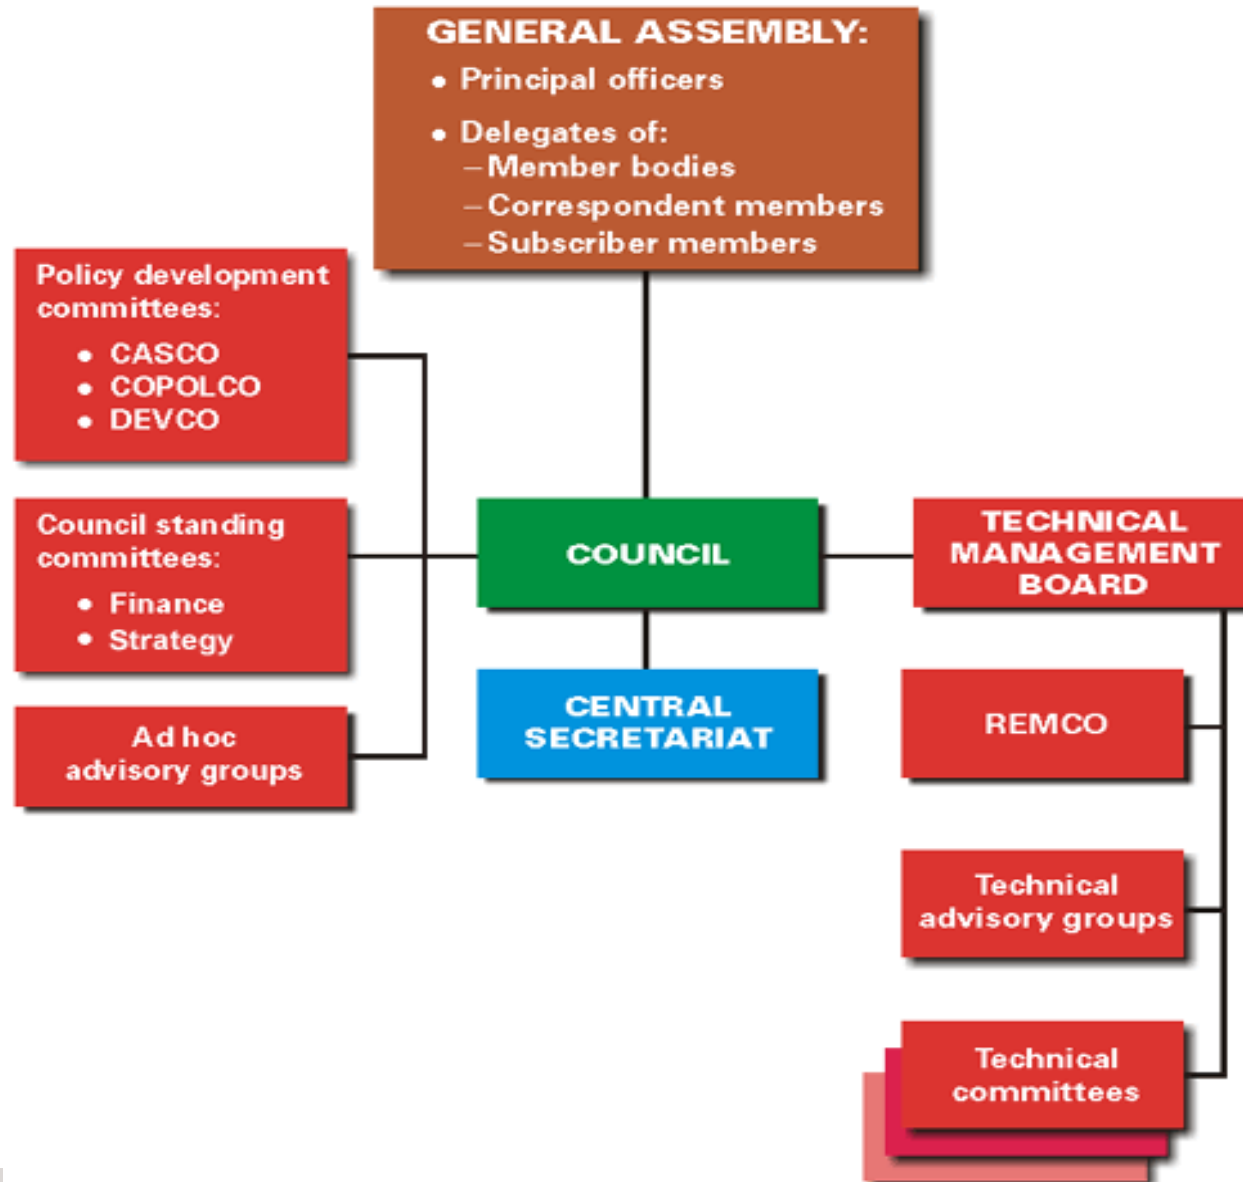 GENERAL ASSEMBLY:
• Principal officers
• Delegates of:
– Member bodies
– Correspondent members
– Subscriber members
Policy development
committees:
• CASCO
• COPOLCO
• DEVCO
Council standing
committees:
• Finance
• Strategy
Ad hoc
advisory groups
COUNCIL
CENTRAL
SECRETARIAT
TECHNICAL
MANAGEMENT
BOARD
REMCO
Technical
advisory groups
Technical
committees